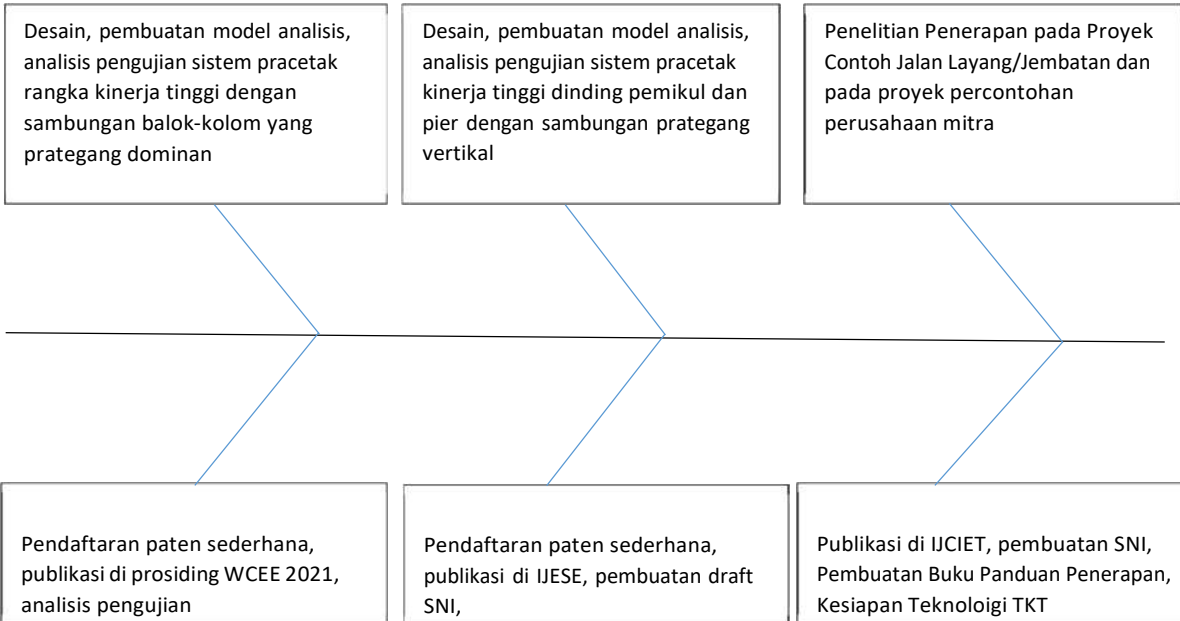 Desain, pembuatan model analisis,
analisis pengujian sistem pracetak
rangka kinerja tinggi dengan
sambungan balok-kolom yang
prategang dominan
Desain, pembuatan model analisis,
analisis pengujian sistem pracetak
kinerja tinggi dinding pemikul dan
pier dengan sambungan prategang
vertikal
Penelitian Penerapan pada Proyek
Contoh Jalan Layang/Jembatan dan
pada proyek percontohan
perusahaan mitra
Pendaftaran paten sederhana,
publikasi di prosiding WCEE 2021,
analisis pengujian
Pendaftaran paten sederhana,
publikasi di IJESE, pembuatan draft
SNI,
Publikasi di IJCIET, pembuatan SNI,
Pembuatan Buku Panduan Penerapan,
Kesiapan Teknoloigi TKT